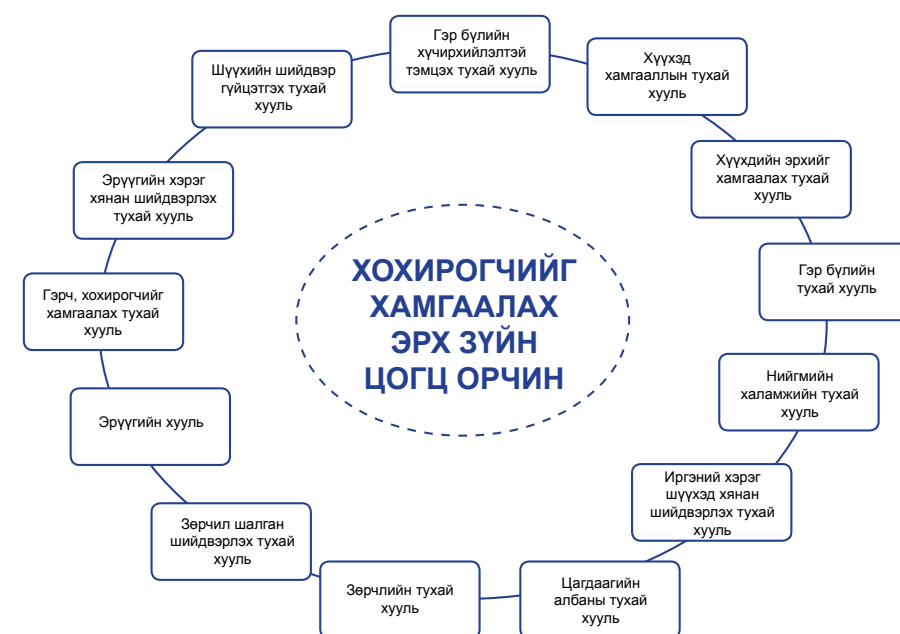 Гэр бүлийн
хүчирхийлэлтэй
тэмцэх тухай хууль
Хүүхэд
хамгааллын тухай
хууль
Хүүхдийн эрхийг
хамгаалах тухай
хууль
Гэр бүлийн
тухай хууль
Нийгмийн
халамжийн тухай
хууль
Иргэний хэрэг
шүүхэд хянан
шийдвэрлэх тухай
хууль
Цагдаагийн
албаны тухай
хууль
Зөрчлийн тухай
хууль
Зөрчил шалган
шийдвэрлэх тухай
хууль
Эрүүгийн хууль
Гэрч, хохирогчийг
хамгаалах тухай
хууль
Эрүүгийн хэрэг
хянан шийдвэрлэх
тухай хууль
Шүүхийн шийдвэр
гүйцэтгэх тухай
хууль
ХОХИРОГЧИЙГ
ХАМГААЛАХ
ЭРХ ЗҮЙН
ЦОГЦ ОРЧИН